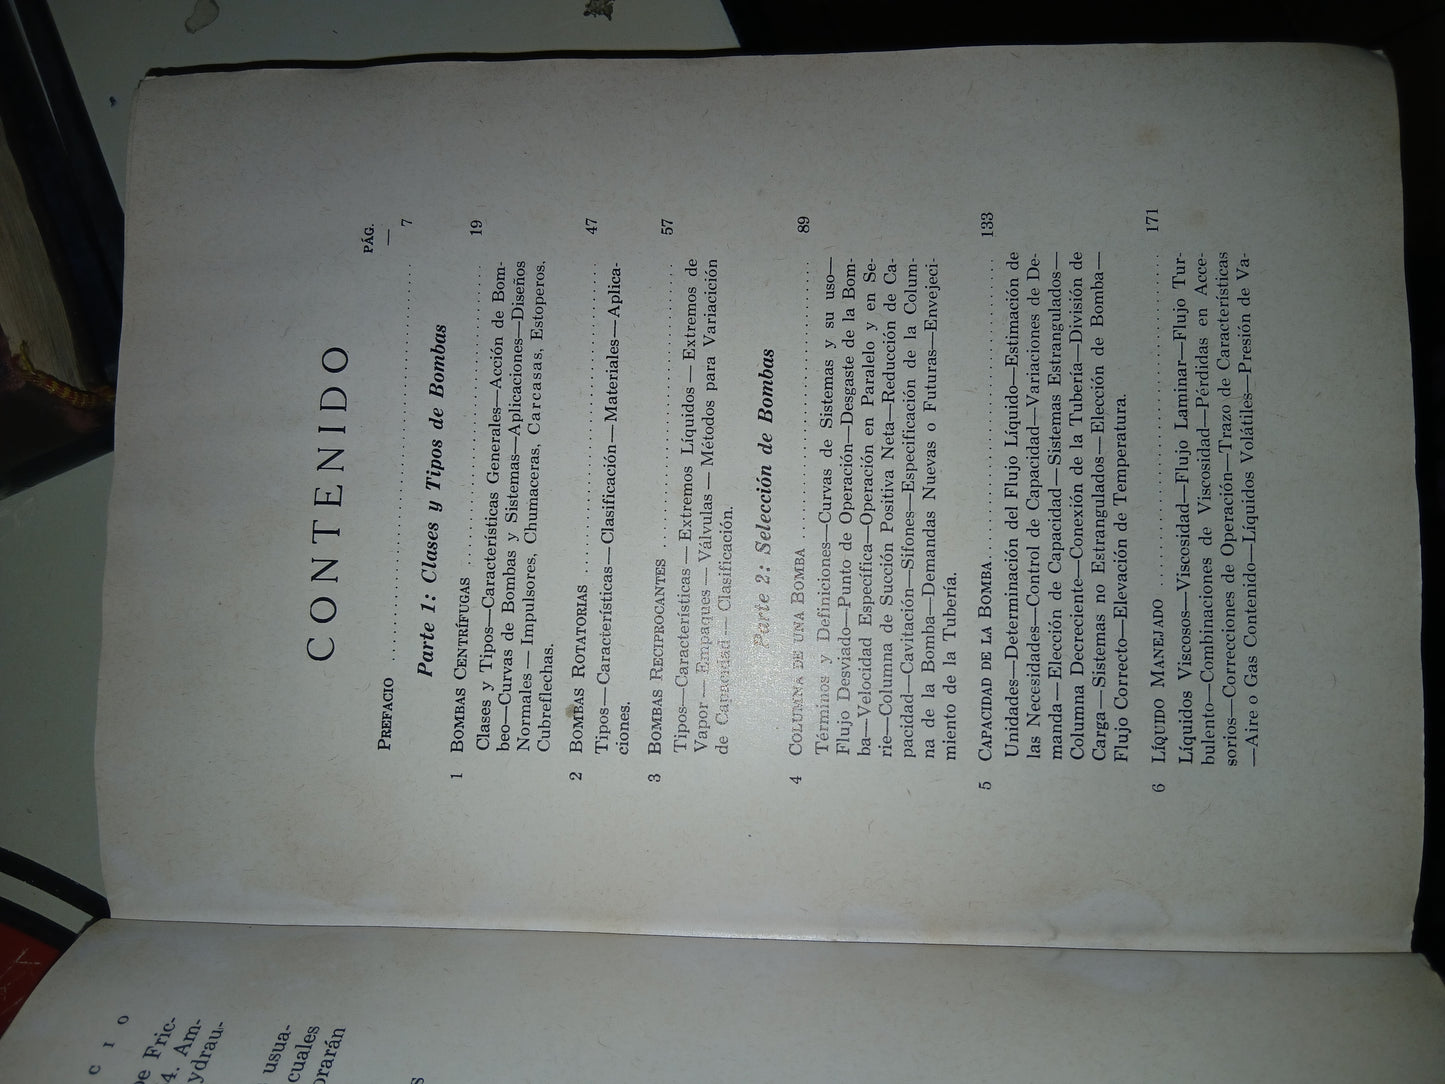 CONTENIDO
PÁG.
—
PREFACIO ........ 7
Parte 1: Clases y Tipos de Bombas
1 BOMBAS CENTRÍFUGAS ........ 19
Clases y Tipos—Características Generales—Acción de Bom-
beo—Curvas de Bombas y Sistemas—Aplicaciones—Diseños
Normales — Impulsores, Chumaceras, Carcasas, Estoperos,
Cubreflechas.
2 BOMBAS ROTATORIAS ........ 47
Tipos—Características—Clasificación—Materiales—Aplica-
ciones.
3 BOMBAS RECIPROCANTES ........ 57
Tipos—Características — Extremos Líquidos — Extremos de
Vapor — Empaques — Válvulas — Métodos para Variacición
de Capacidad — Clasificación.
Parte 2: Selección de Bombas
4 COLUMNA DE UNA BOMBA ........ 89
Términos y Definiciones—Curvas de Sistemas y su uso—
Flujo Desviado—Punto de Operación—Desgaste de la Bom-
ba—Velocidad Específica—Operación en Paralelo y en Se-
rie—Columna de Succión Positiva Neta—Reducción de Ca-
pacidad—Cavitación—Sifones—Especificación de la Colum-
na de la Bomba—Demandas Nuevas o Futuras—Envejeci-
miento de la Tubería.
5 CAPACIDAD DE LA BOMBA ........ 133
Unidades—Determinación del Flujo Líquido—Estimación de
las Necesidades—Control de Capacidad—Variaciones de De-
manda — Elección de Capacidad — Sistemas Estrangulados—
Columna Decreciente—Conexión de la Tubería—División de
Carga—Sistemas no Estrangulados—Elección de Bomba—
Flujo Correcto—Elevación de Temperatura.
6 LÍQUIDO MANEJADO ........ 171
Líquidos Viscosos—Viscosidad—Flujo Laminar—Flujo Tur-
bulento—Combinaciones de Viscosidad—Pérdidas en Acce-
sorios—Correcciones de Operación—Trazo de Características
—Aire o Gas Contenido—Líquidos Volátiles—Presión de Va-
C I O
De Fric-
4. Am-
ydrau-
usua-
cuales
orarán
s